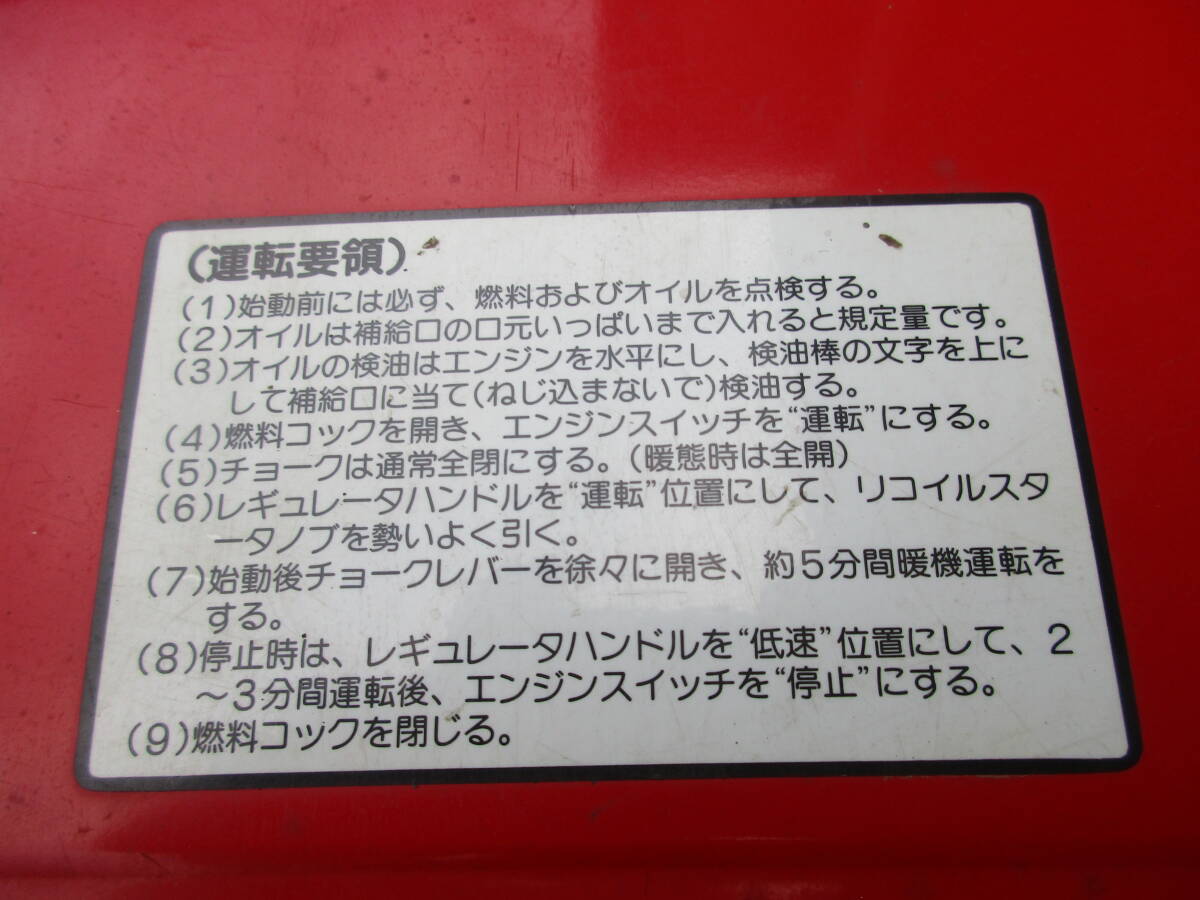 (運転要領)
(1)始動前には必ず、燃料およびオイルを点検する。
(2)オイルは補給口の口元いっぱいまで入れると規定量です。
(3)オイルの検油はエンジンを水平にし、検油棒の文字を上に
して補給口に当て(ねじ込まないで)検油する。
(4)燃料コックを開き、エンジンスイッチを“運転”にする。
(5)チョークは通常全閉にする。(暖態時は全開)
(6)レギュレータハンドルを“運転”位置にして、リコイルスタ
ータノブを勢いよく引く。
(7)始動後チョークレバーを徐々に開き、約5分間暖機運転を
する。
(8)停止時は、レギュレータハンドルを“低速”位置にして、2
～3分間運転後、エンジンスイッチを“停止”にする。
(9)燃料コックを閉じる。